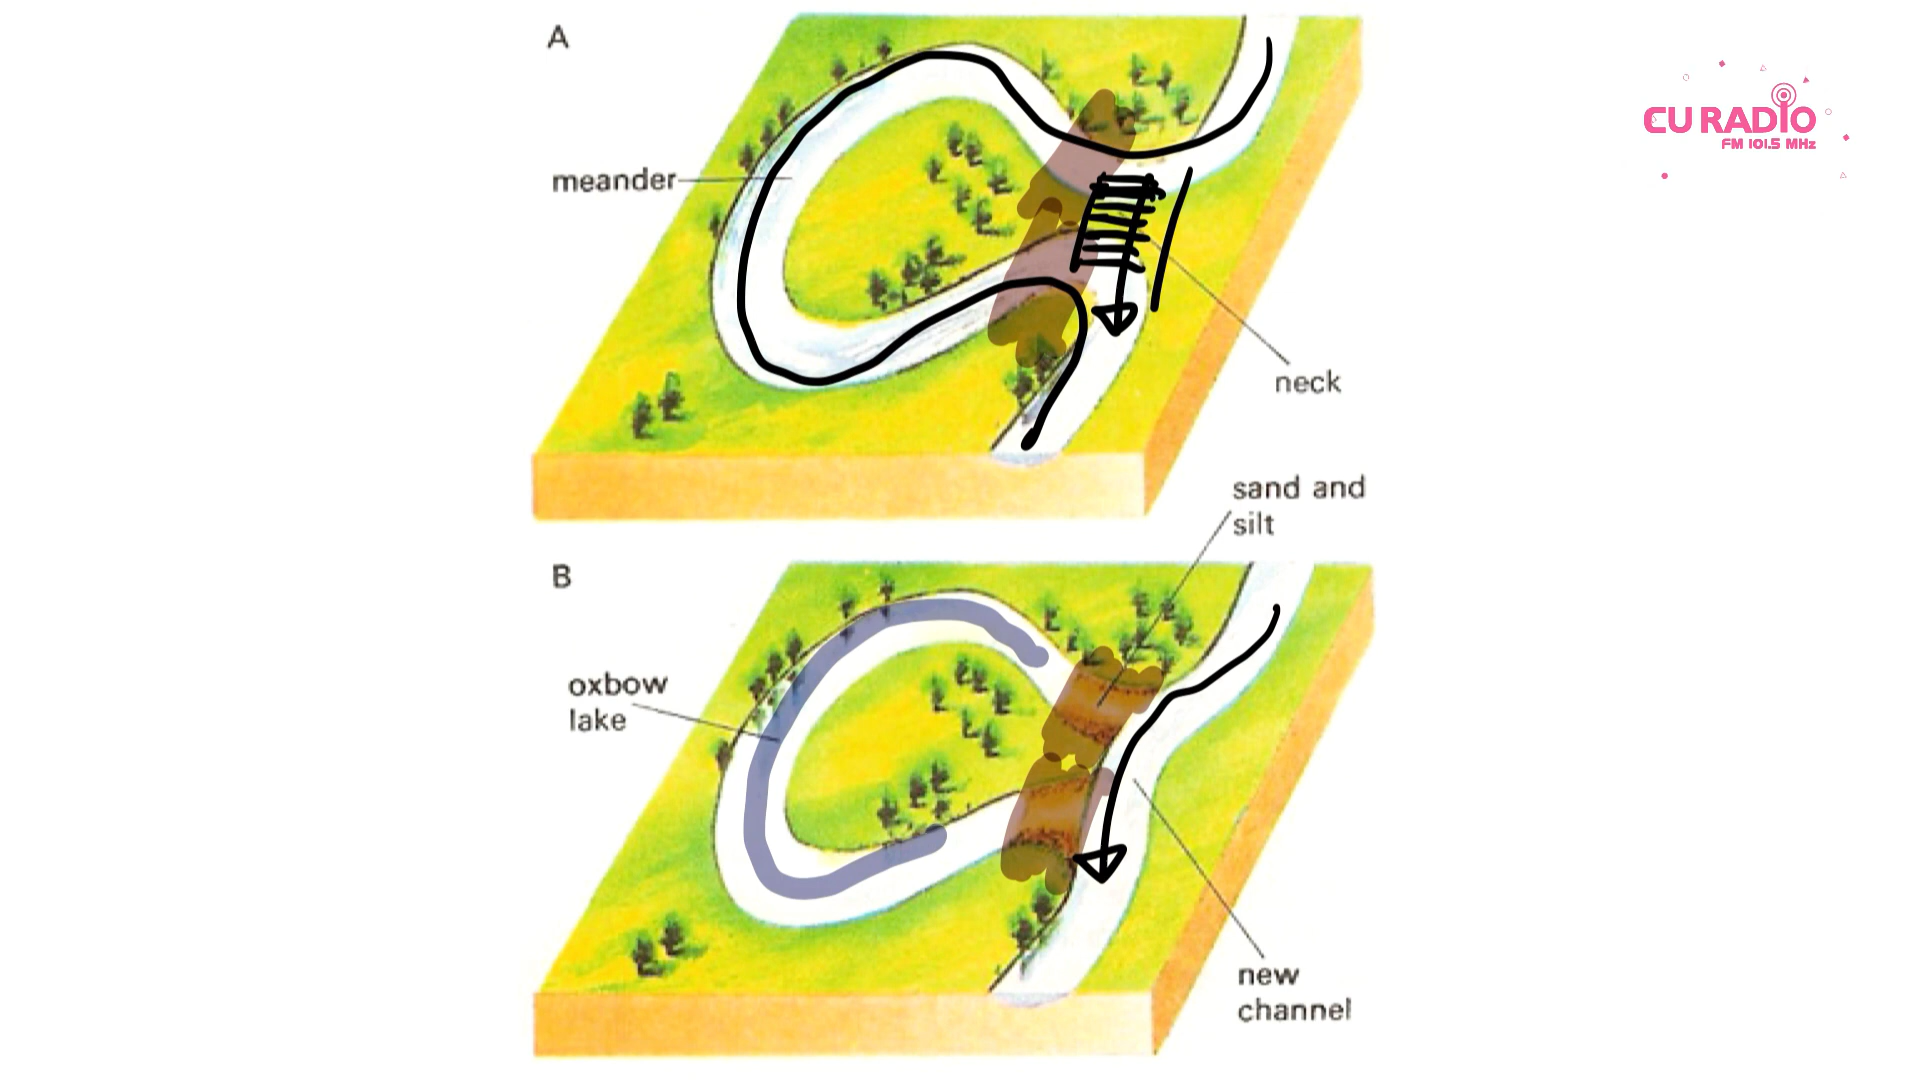 A
CU RADIO
FM 101.5 MHz
meander
neck
sand and
silt
B
oxbow
lake
new
channel